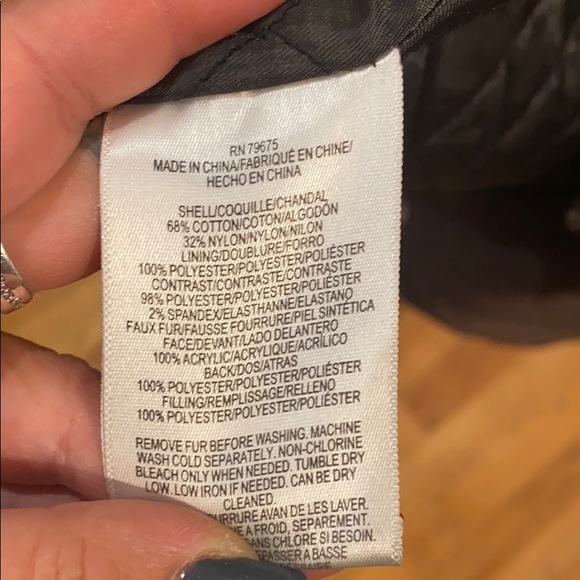 RN 79675
MADE IN CHINA/FABRIQUÉ EN CHINE/
HECHO EN CHINA
SHELL/COQUILLE/CHANDAL
68% COTTON/COTON/ALGODÓN
32% NYLON/NYLON/NILON
LINING/DOUBLURE/FORRO
100% POLYESTER/POLYESTER/POLIÉSTER
CONTRAST/CONTRASTE/CONTRASTE
98% POLYESTER/POLYESTER/POLIÉSTER
2% SPANDEX/ELASTHANNE/ELASTANO
FAUX FUR/FAUSSE FOURRURE/PIEL SINTÉTICA
FACE/DEVANT/LADO DELANTERO
100% ACRYLIC/ACRYLIQUE/ACRÍLICO
BACK/DOS/ATRAS
100% POLYESTER/POLYESTER/POLIÉSTER
FILLING/REMPLISSAGE/RELLENO
100% POLYESTER/POLYESTER/POLIÉSTER
REMOVE FUR BEFORE WASHING. MACHINE
WASH COLD SEPARATELY. NON-CHLORINE
BLEACH ONLY WHEN NEEDED. TUMBLE DRY
LOW. LOW IRON IF NEEDED. CAN BE DRY
CLEANED.
AVAN DE LES LAVER.
A FROID, SEPAREMENT.
SANS CHLORE SI BESOIN.
A BASSE